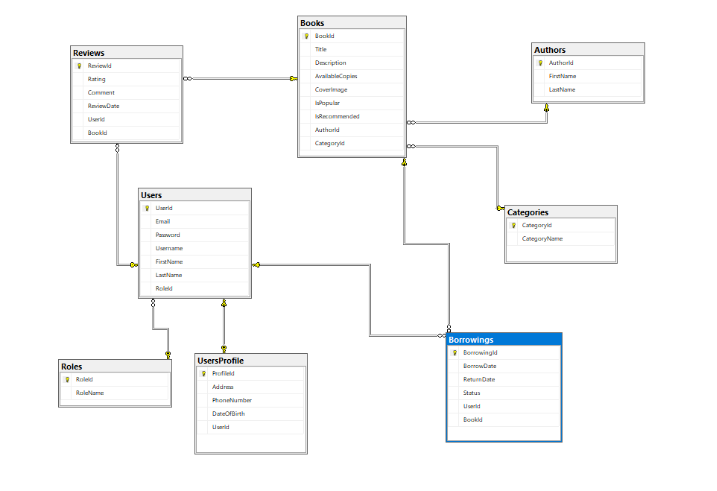 Books
BookId
Title
Description
AvailableCopies
CoverImage
IsPopular
IsRecommended
AuthorId
CategoryId
Reviews
ReviewId
Rating
Comment
ReviewDate
UserId
BookId
Authors
AuthorId
FirstName
LastName
Users
UserId
Email
Password
Username
FirstName
LastName
RoleId
Categories
CategoryId
CategoryName
Roles
RoleId
RoleName
UsersProfile
ProfileId
Address
PhoneNumber
DateOfBirth
UserId
Borrowings
BorrowingId
BorrowDate
ReturnDate
Status
UserId
BookId